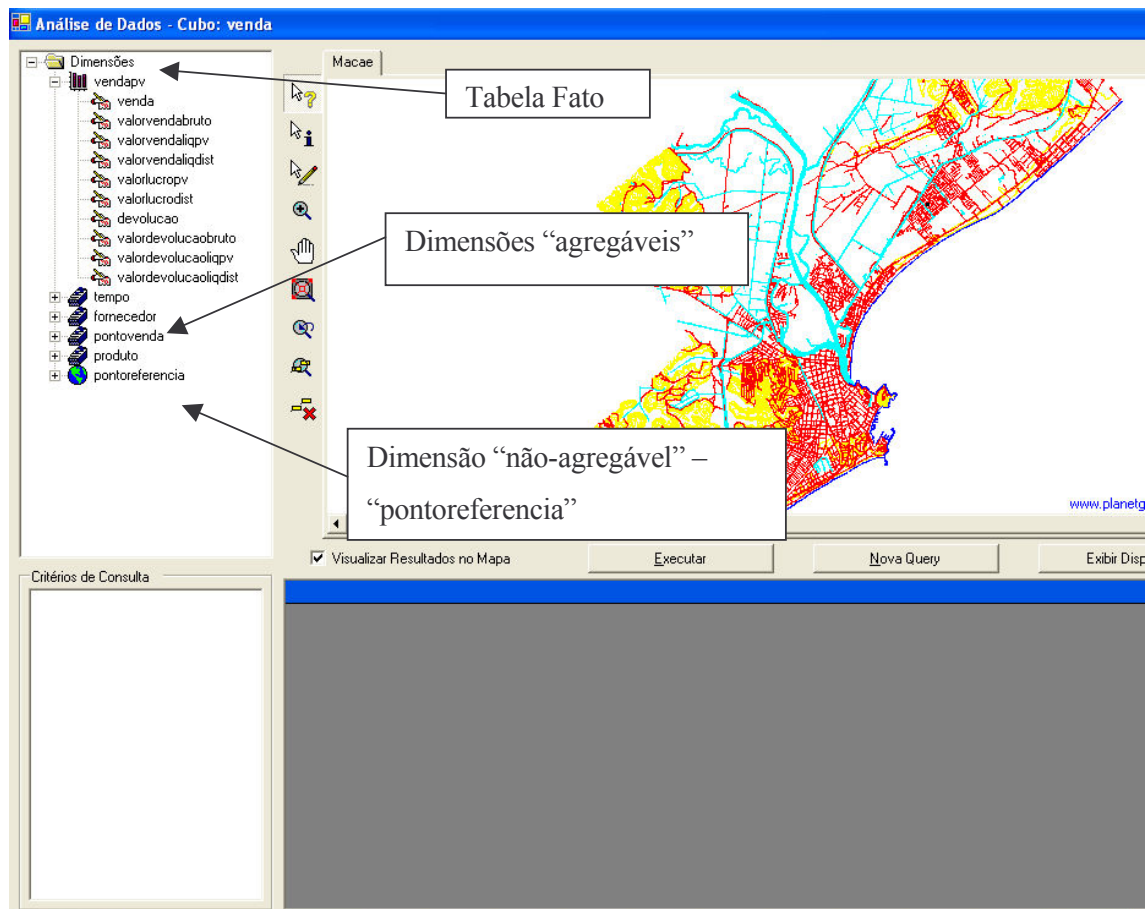 Análise de Dados - Cubo: venda
Dimensões
vendapv
venda
valorvendabruto
valorvendaliqpv
valorvendaliqdist
valorlucropv
valorlucrodist
devolucao
valordevolucaobruto
valordevolucaoliqpv
valordevolucaoliqdist
tempo
fornecedor
pontovenda
produto
pontoreferencia
Macae
Tabela Fato
Dimensões “agregáveis”
Dimensão “não-agregável” –
“pontoreferencia”
www.planetg
Visualizar Resultados no Mapa
Executar
Nova Query
Exibir Disp
Critérios de Consulta